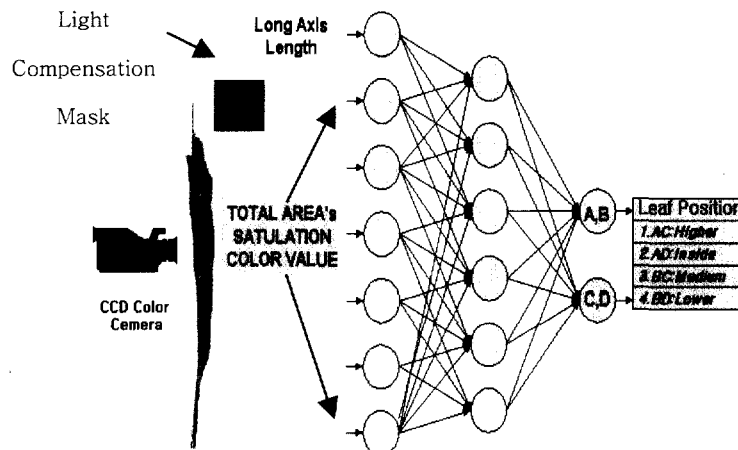 Light
Compensation
Mask
Long Axis
Length
TOTAL AREA's
SATULATION
COLOR VALUE
CCD Color
Cemera
A,B
C,D
Leaf Position
1.AC:Higher
2.AD:Inside
3.BC:Medium
4.BD:Lower